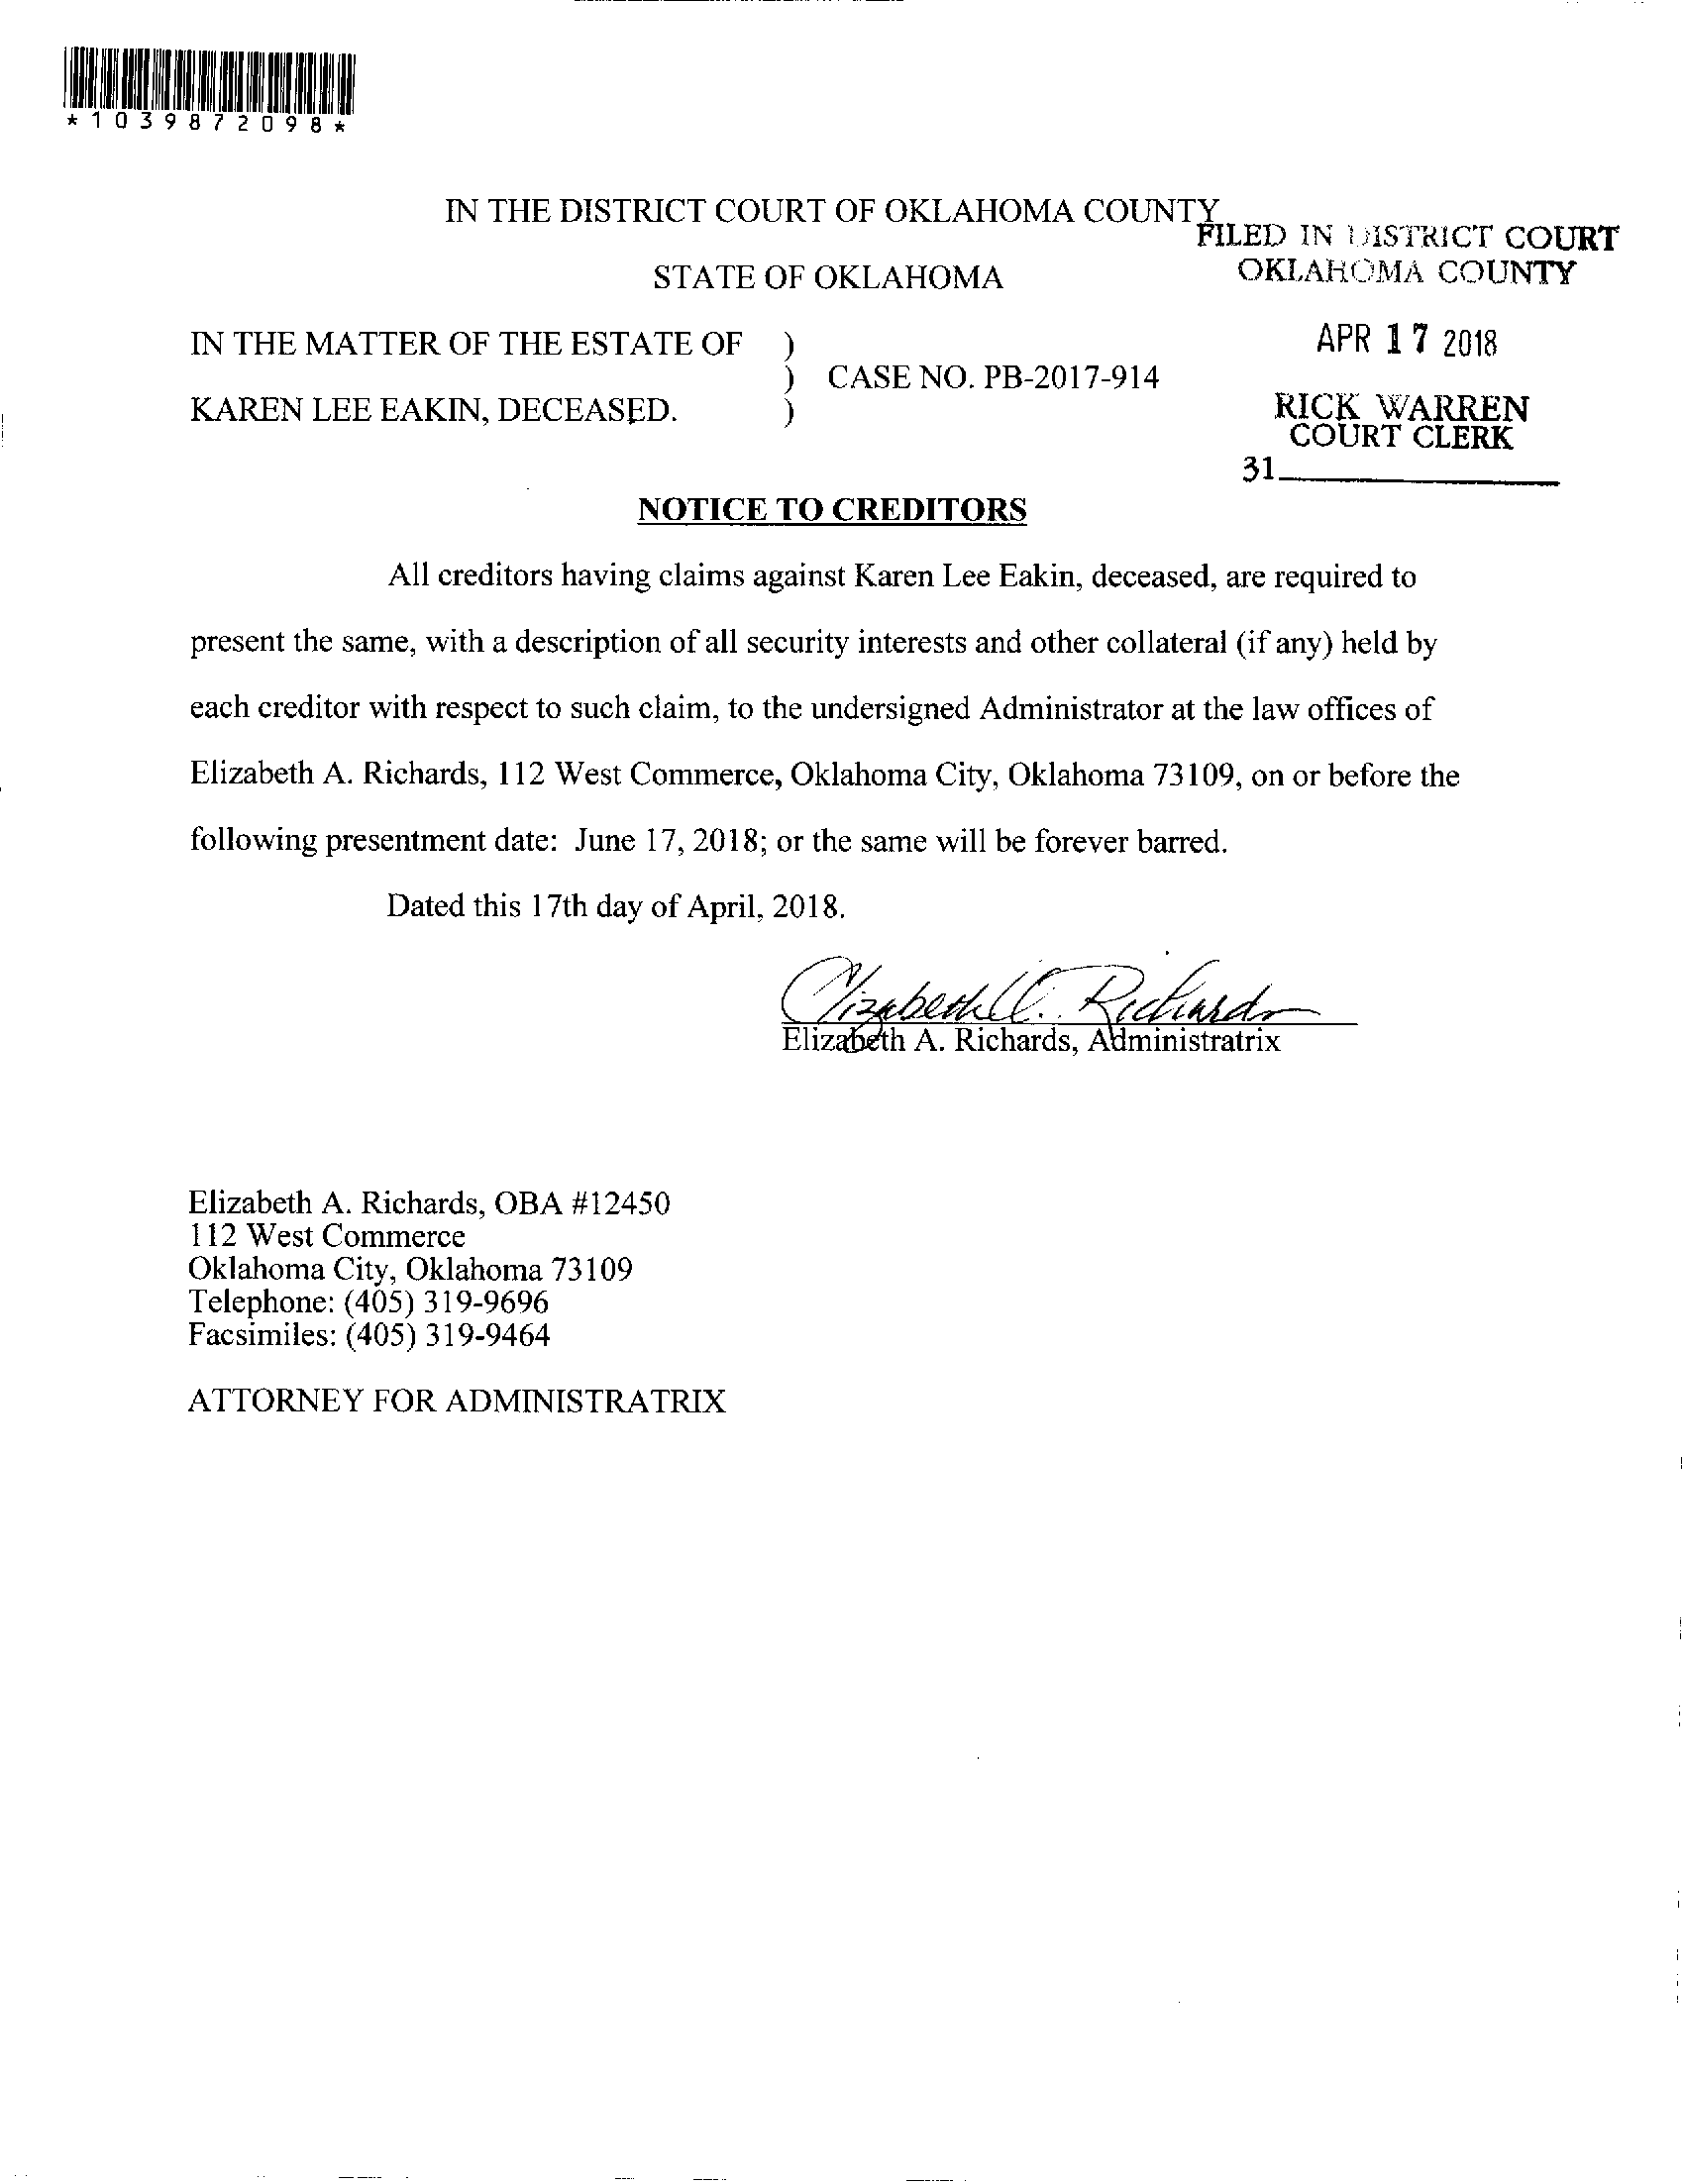 *1039872098*
IN THE DISTRICT COURT OF OKLAHOMA COUNTY
FILED IN DISTRICT COURT
OKLAHOMA COUNTY
STATE OF OKLAHOMA
APR 17 2018
IN THE MATTER OF THE ESTATE OF )
) CASE NO. PB-2017-914
KAREN LEE EAKIN, DECEASED. )
RICK WARREN
COURT CLERK
31
NOTICE TO CREDITORS
All creditors having claims against Karen Lee Eakin, deceased, are required to
present the same, with a description of all security interests and other collateral (if any) held by
each creditor with respect to such claim, to the undersigned Administrator at the law offices of
Elizabeth A. Richards, 112 West Commerce, Oklahoma City, Oklahoma 73109, on or before the
following presentment date: June 17, 2018; or the same will be forever barred.
Dated this 17th day of April, 2018.
Elizabeth A. Richards
Elizabeth A. Richards, Administratrix
Elizabeth A. Richards, OBA #12450
112 West Commerce
Oklahoma City, Oklahoma 73109
Telephone: (405) 319-9696
Facsimiles: (405) 319-9464
ATTORNEY FOR ADMINISTRATRIX